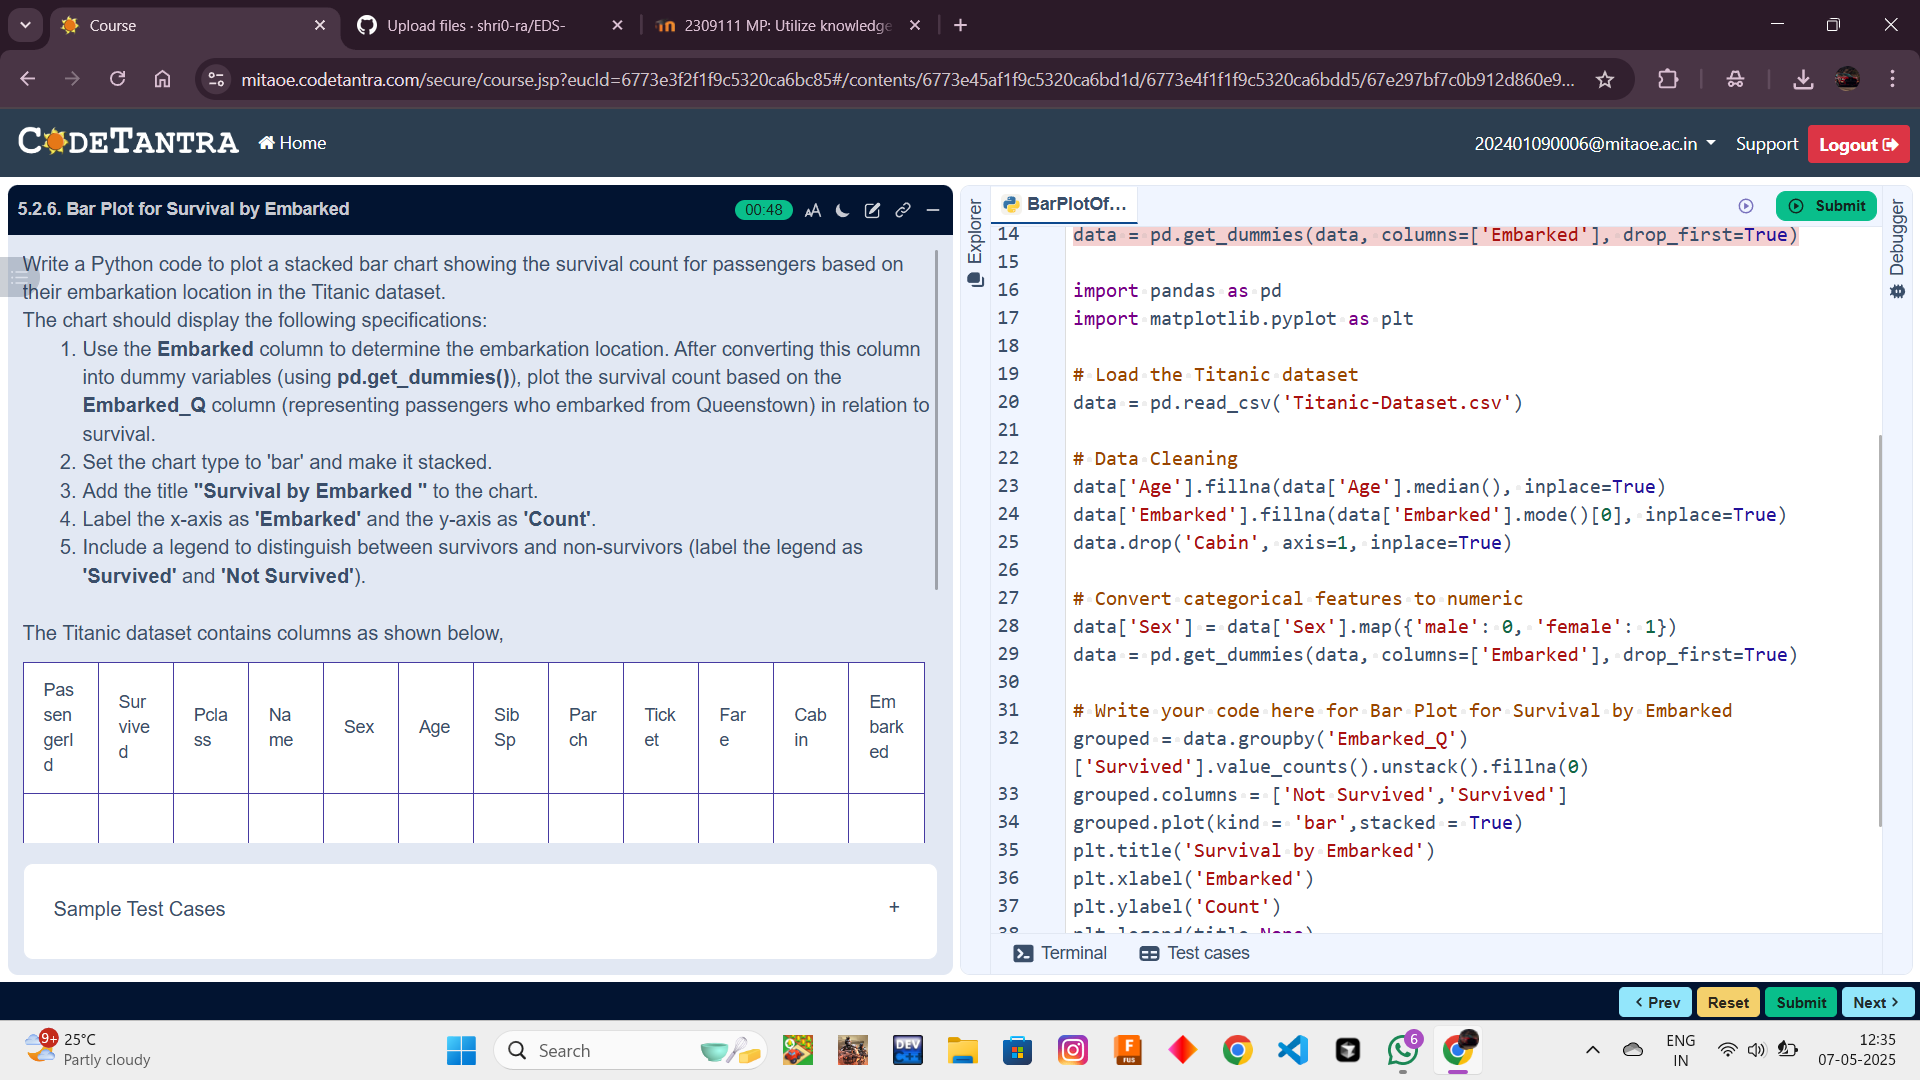 Course
Upload files · shri0-ra/EDS-
2309111 MP: Utilize knowledge
mitaoe.codetantra.com/secure/course.jsp?eucId=6773e3f2f1f9c5320ca6bc85#/contents/6773e45af1f9c5320ca6bd1d/6773e4f1f1f9c5320ca6bdd5/67e297bf7c0b912d860e9...
CODETANTRA
Home
202401090006@mitaoe.ac.in
Support
Logout
5.2.6. Bar Plot for Survival by Embarked
00:48
AA
Write a Python code to plot a stacked bar chart showing the survival count for passengers based on
their embarkation location in the Titanic dataset.
The chart should display the following specifications:
1. Use the Embarked column to determine the embarkation location. After converting this column
into dummy variables (using pd.get_dummies()), plot the survival count based on the
Embarked_Q column (representing passengers who embarked from Queenstown) in relation to
survival.
2. Set the chart type to 'bar' and make it stacked.
3. Add the title "Survival by Embarked " to the chart.
4. Label the x-axis as 'Embarked' and the y-axis as 'Count'.
5. Include a legend to distinguish between survivors and non-survivors (label the legend as
'Survived' and 'Not Survived').
The Titanic dataset contains columns as shown below,
Pas
sen
gerI
d
Sur
vive
d
Pcla
ss
Na
me
Sex
Age
Sib
Sp
Par
ch
Tick
et
Far
e
Cab
in
Em
bark
ed
Sample Test Cases
+
Explorer
BarPlotOf...
Submit
Debugger
14 data = pd.get_dummies(data, columns=['Embarked'], drop_first=True)
15
16 import pandas as pd
17 import matplotlib.pyplot as plt
18
19 # Load the Titanic dataset
20 data = pd.read_csv('Titanic-Dataset.csv')
21
22 # Data Cleaning
23 data['Age'].fillna(data['Age'].median(), inplace=True)
24 data['Embarked'].fillna(data['Embarked'].mode()[0], inplace=True)
25 data.drop('Cabin', axis=1, inplace=True)
26
27 # Convert categorical features to numeric
28 data['Sex'] = data['Sex'].map({'male': 0, 'female': 1})
29 data = pd.get_dummies(data, columns=['Embarked'], drop_first=True)
30
31 # Write your code here for Bar Plot for Survival by Embarked
32 grouped = data.groupby('Embarked_Q')
['Survived'].value_counts().unstack().fillna(0)
33 grouped.columns = ['Not Survived','Survived']
34 grouped.plot(kind = 'bar',stacked = True)
35 plt.title('Survival by Embarked')
36 plt.xlabel('Embarked')
37 plt.ylabel('Count')
38 plt.legend(title=None)
Terminal
Test cases
Prev
Reset
Submit
Next
9+
25°C
Partly cloudy
Search
DEV
F
FUS
6
ENG
IN
12:35
07-05-2025